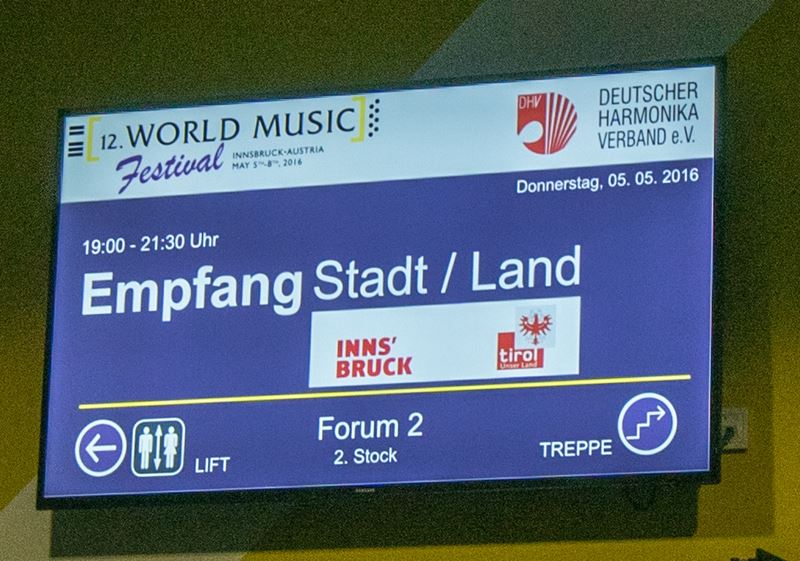 12. WORLD MUSIC
Festival
INNSBRUCK-AUSTRIA
MAY 5TH-8TH, 2016
DHV
DEUTSCHER
HARMONIKA
VERBAND e.V.
Donnerstag, 05. 05. 2016
19:00 - 21:30 Uhr
Empfang Stadt / Land
INNS'
BRUCK
tirol
Unser Land
Forum 2
2. Stock
LIFT
TREPPE